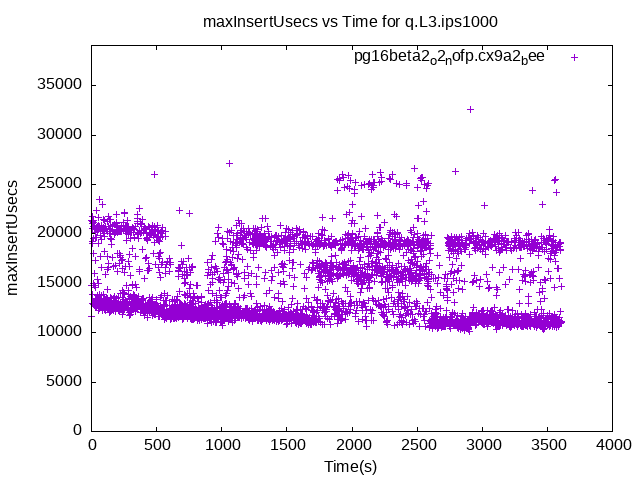 maxInsertUsecs vs Time for q.L3.ips1000
pg16beta2o2nofp.cx9a2bee
35000
30000
25000
20000
15000
10000
5000
0
maxInsertUsecs
0 500 1000 1500 2000 2500 3000 3500 4000
Time(s)